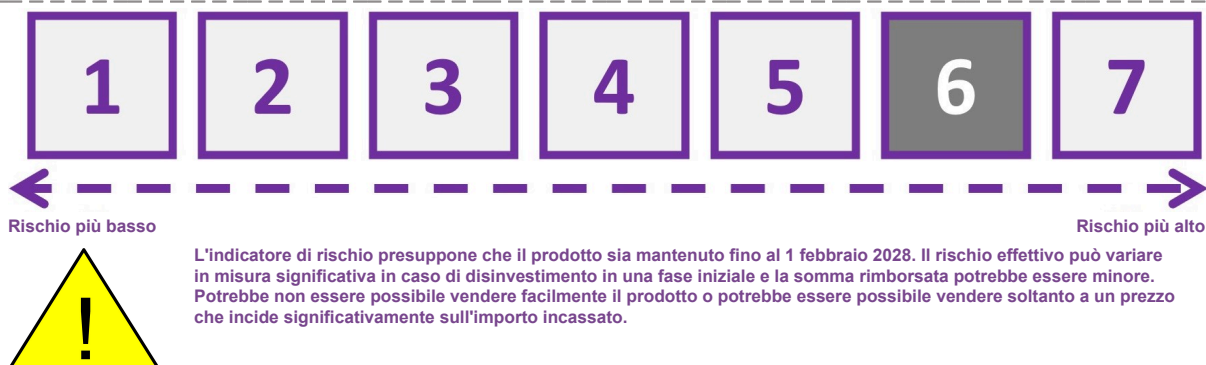 1 2 3 4 5 6 7
Rischio più basso Rischio più alto
L'indicatore di rischio presuppone che il prodotto sia mantenuto fino al 1 febbraio 2028. Il rischio effettivo può variare
in misura significativa in caso di disinvestimento in una fase iniziale e la somma rimborsata potrebbe essere minore.
Potrebbe non essere possibile vendere facilmente il prodotto o potrebbe essere possibile vendere soltanto a un prezzo
che incide significativamente sull'importo incassato.
!